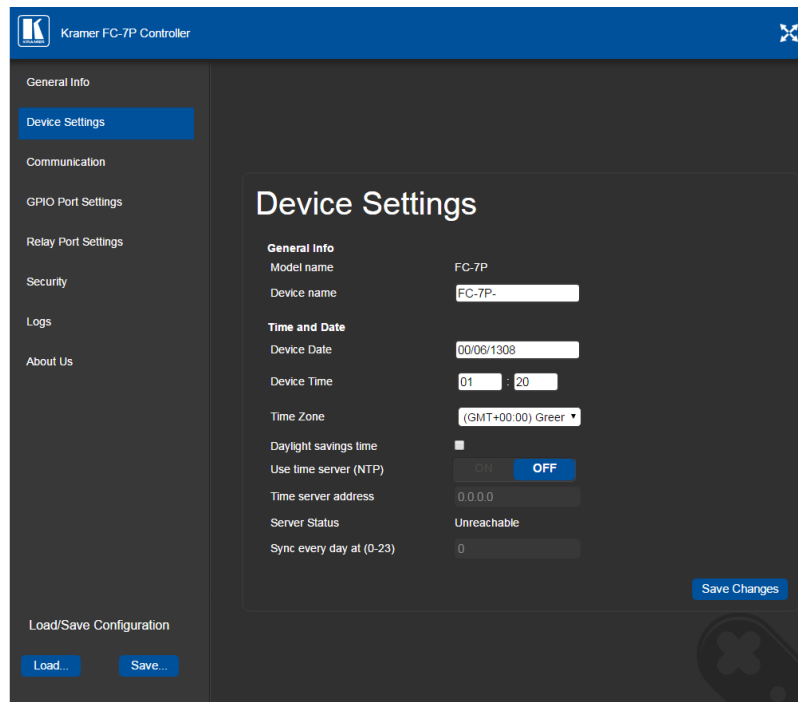 KRAMER
Kramer FC-7P Controller
General Info
Device Settings
Communication
GPIO Port Settings
Relay Port Settings
Security
Logs
About Us
Load/Save Configuration
Load...
Save...
Device Settings
General Info
Model name FC-7P
Device name FC-7P-
Time and Date
Device Date 00/06/1308
Device Time 01 : 20
Time Zone (GMT+00:00) Greer
Daylight savings time
Use time server (NTP) ON OFF
Time server address 0.0.0.0
Server Status Unreachable
Sync every day at (0-23) 0
Save Changes